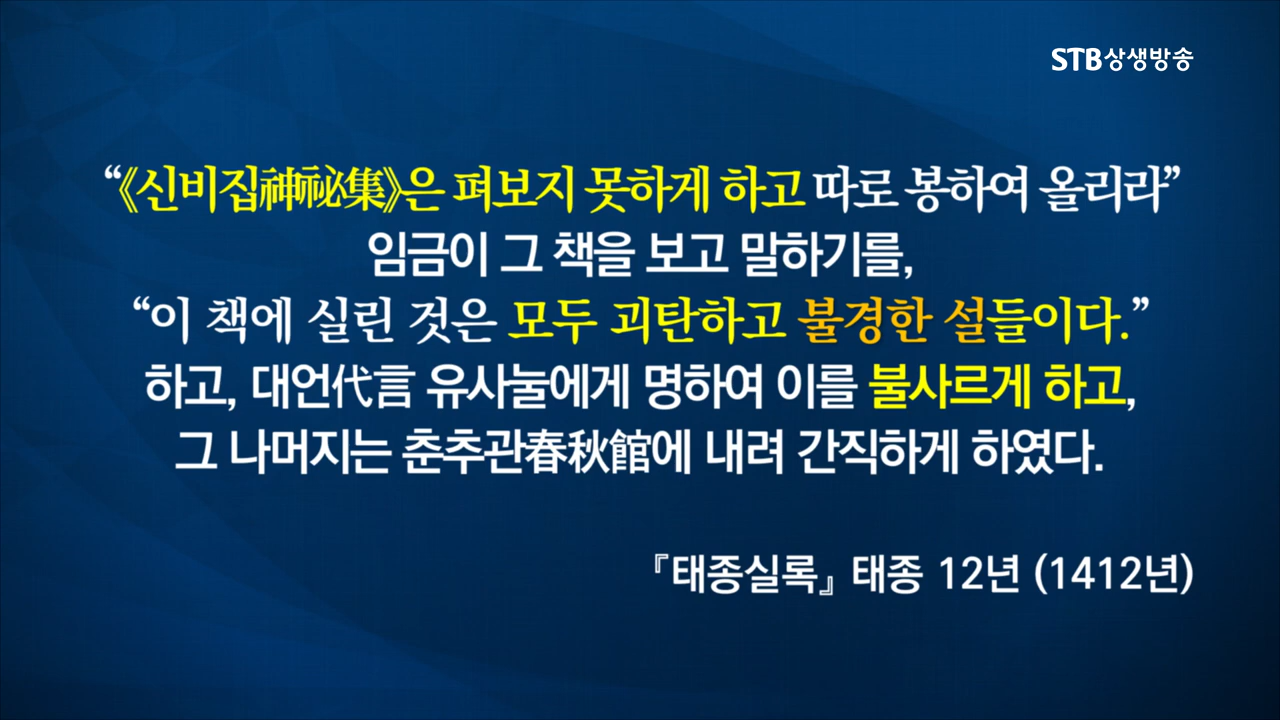 STB상생방송
“《신비집神祕集》은 펴보지 못하게 하고 따로 봉하여 올리라”
임금이 그 책을 보고 말하기를,
“이 책에 실린 것은 모두 괴탄하고 불경한 설들이다.”
하고, 대언代言 유사눌에게 명하여 이를 불사르게 하고,
그 나머지는 춘추관春秋館에 내려 간직하게 하였다.
『태종실록』 태종 12년 (1412년)